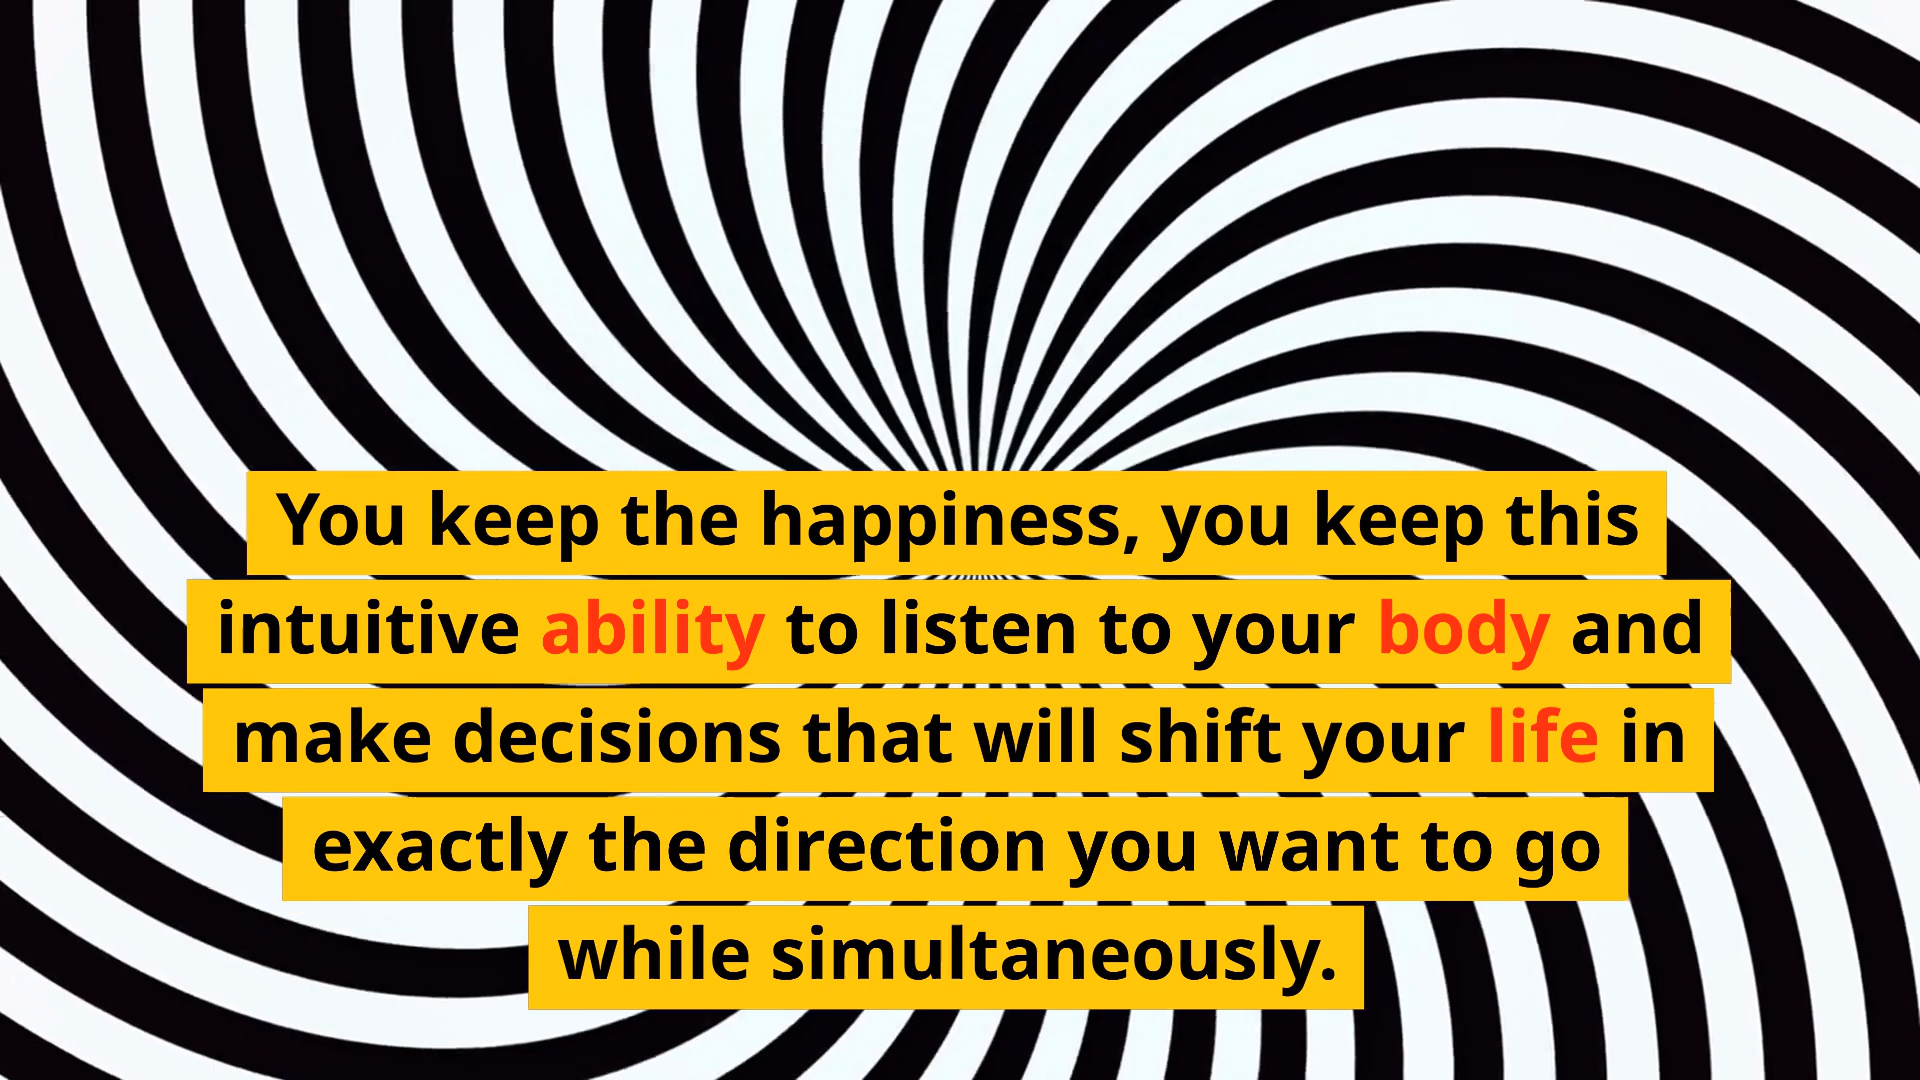 You keep the happiness, you keep this
intuitive ability to listen to your body and
make decisions that will shift your life in
exactly the direction you want to go
while simultaneously.